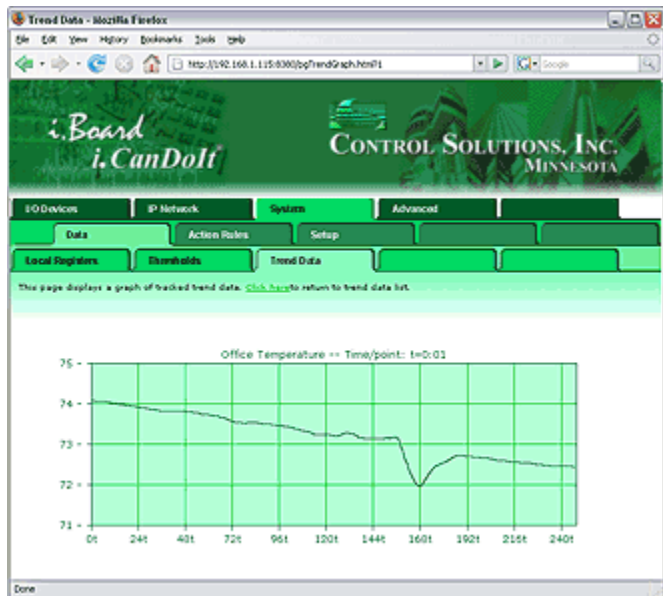 Trend Data - Mozilla Firefox
File Edit View History Bookmarks Tools Help
http://192.168.1.115:8080/pgTrendGraph.html?1
Google
i.Board
i.CanDoIt
CONTROL SOLUTIONS, INC.
MINNESOTA
I/O Devices IP Network System Advanced
Data Action Rules Setup
Local Registers Thresholds Trend Data
This page displays a graph of tracked trend data. Click here to return to trend data list.
Office Temperature -- Time/point: t=0:01
75
74
73
72
71
0t 24t 48t 72t 96t 120t 144t 168t 192t 216t 240t
Done